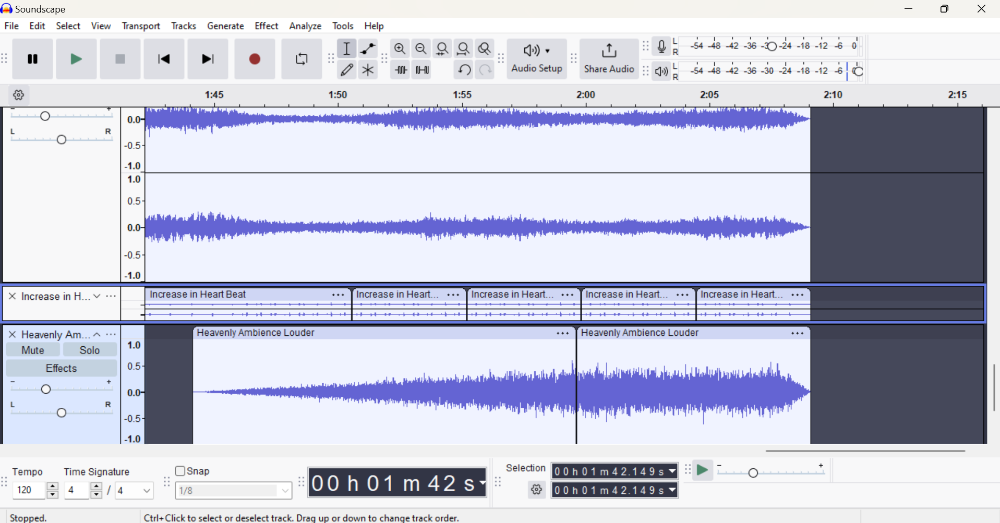 Soundscape
File Edit Select View Transport Tracks Generate Effect Analyze Tools Help
Audio Setup
Share Audio
L
R
-54 -48 -42 -36 -30 -24 -18 -12 -6 0
L
R
-54 -48 -42 -36 -30 -24 -18 -12 -6
1:45 1:50 1:55 2:00 2:05 2:10 2:15
- +
L R
0.0
-0.5
-1.0
1.0
0.5
0.0
-0.5
-1.0
Increase in H...
Increase in Heart Beat
Increase in Heart...
Increase in Heart...
Increase in Heart...
Increase in Heart...
Heavenly Am...
Mute Solo
Effects
- +
L R
1.0
0.5
0.0
-0.5
-1.0
Heavenly Ambience Louder
Heavenly Ambience Louder
Tempo
120
Time Signature
4 / 4
Snap
1/8
00 h 01 m 42 s
Selection
00 h 01 m 42.149 s
00 h 01 m 42.149 s
- +
Stopped.
Ctrl+Click to select or deselect track. Drag up or down to change track order.